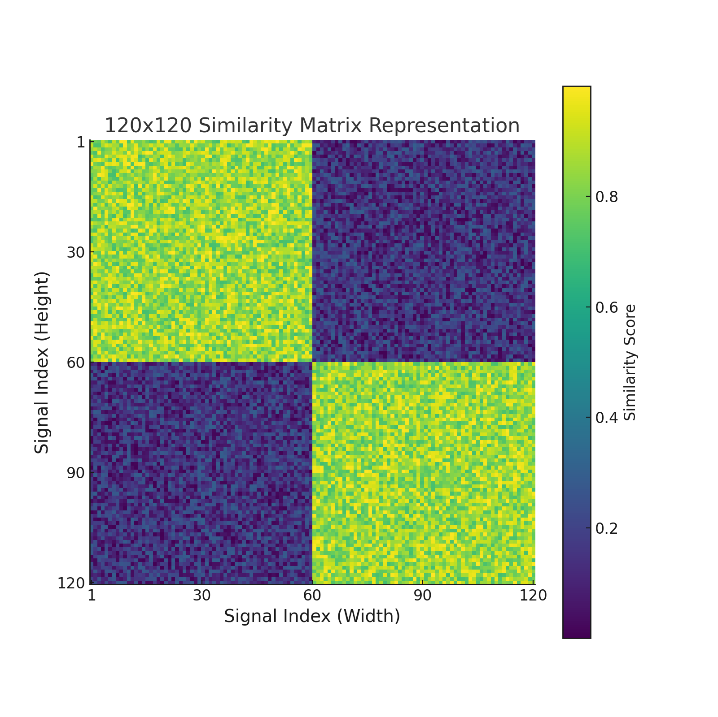 120x120 Similarity Matrix Representation
1
30
60
90
120
Signal Index (Height)
1 30 60 90 120
Signal Index (Width)
0.8
0.6
0.4
0.2
Similarity Score